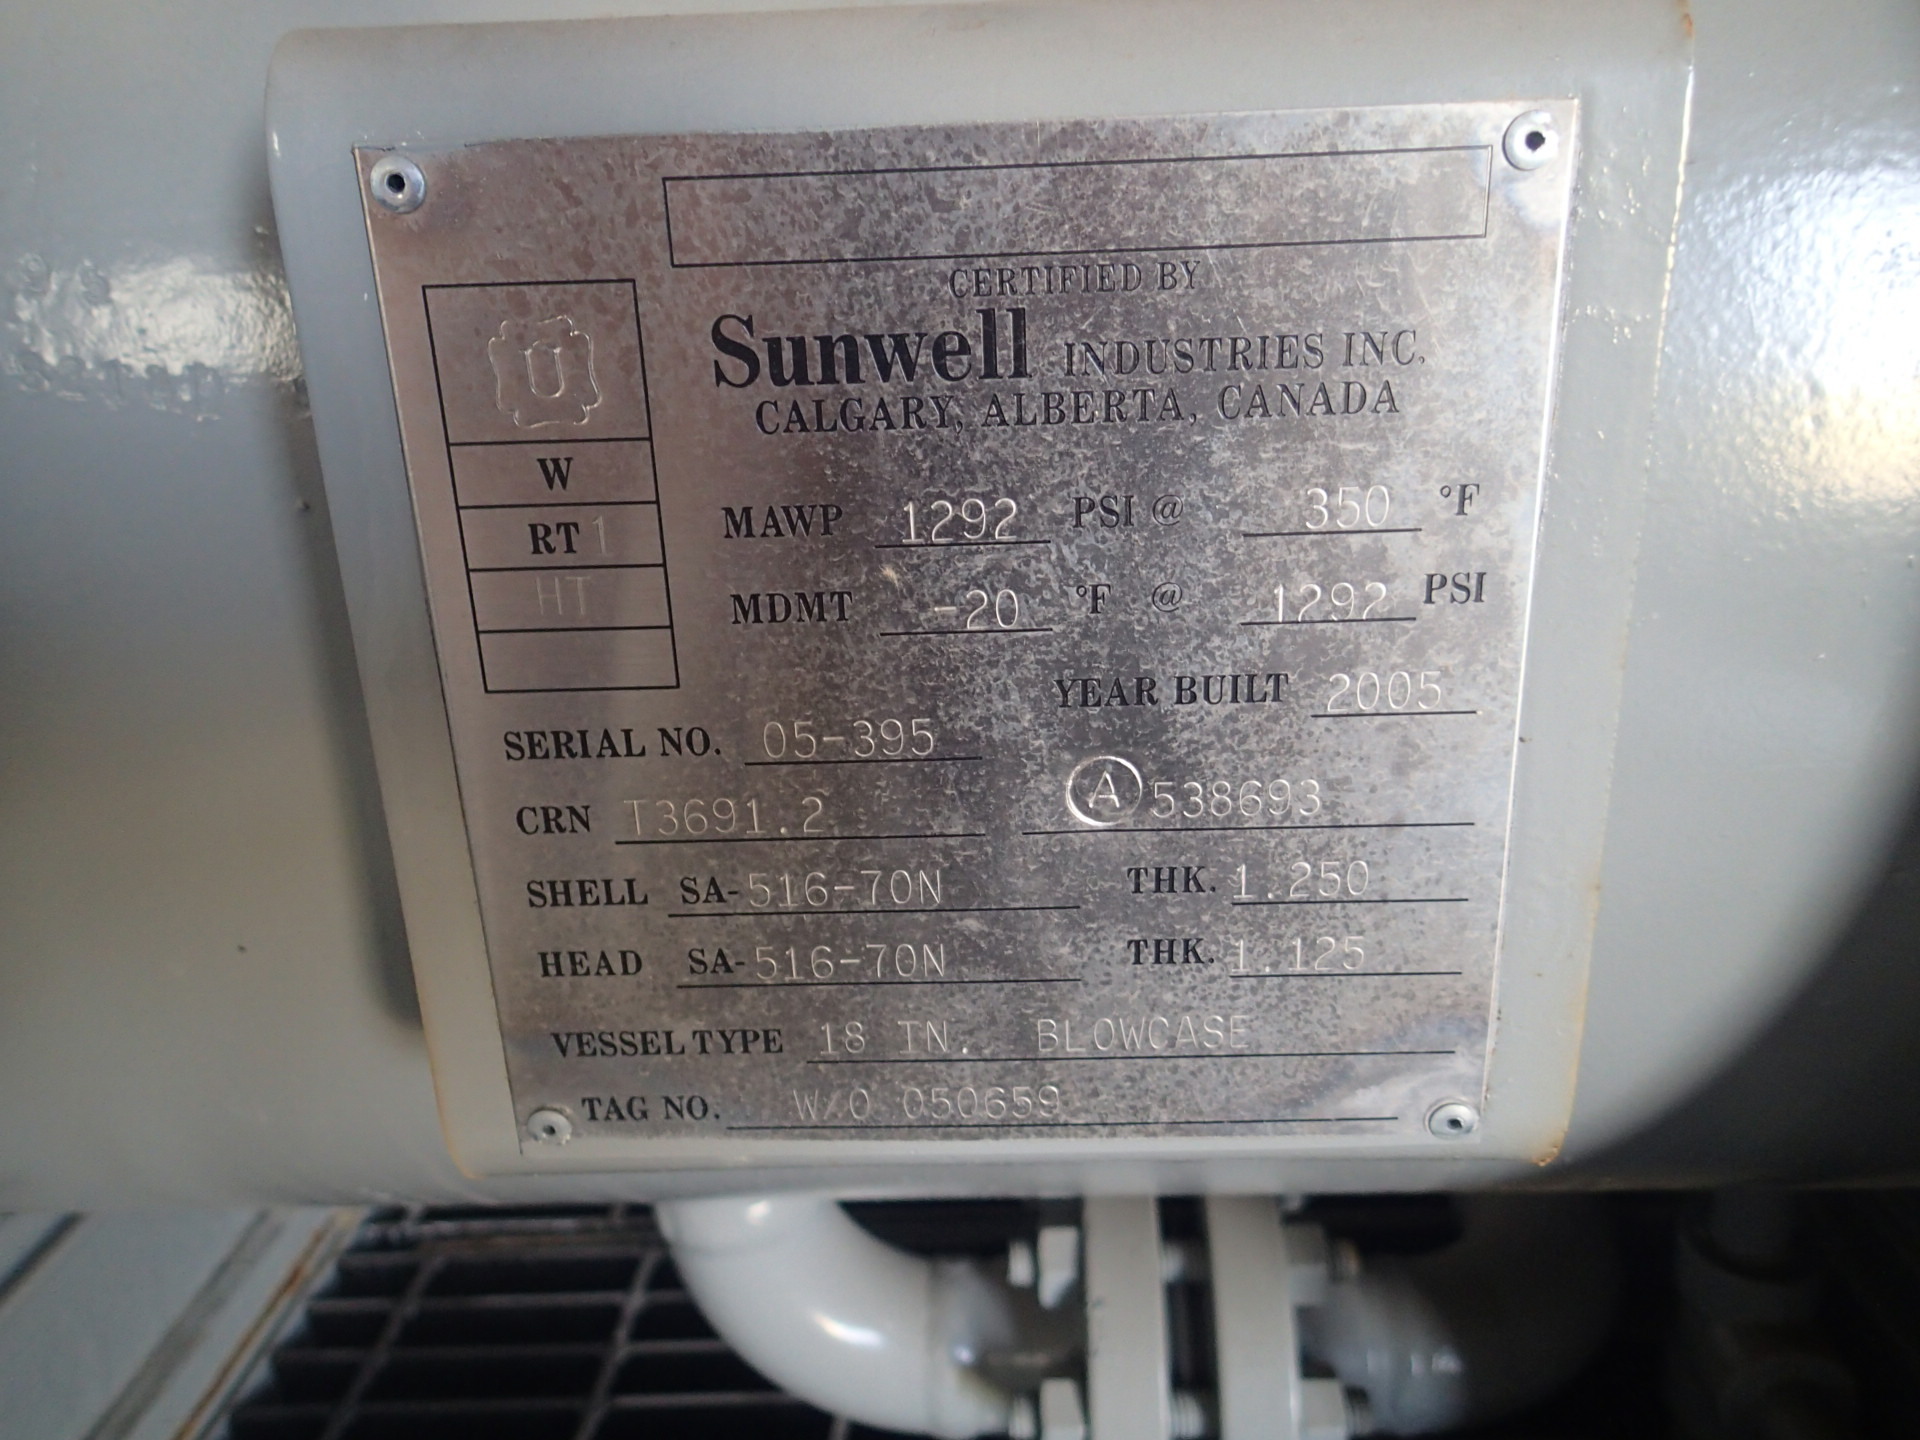 CERTIFIED BY
Sunwell INDUSTRIES INC.
CALGARY, ALBERTA, CANADA
U
W
RT 1
HT
MAWP 1292 PSI @ 350 °F
MDMT -20 °F @ 1292 PSI
YEAR BUILT 2005
SERIAL NO. 05-395
CRN T3691.2 A 538693
SHELL SA-516-70N THK. 1.250
HEAD SA-516-70N THK. 1.125
VESSEL TYPE 18 IN. BLOWCASE
TAG NO. W/O 050659